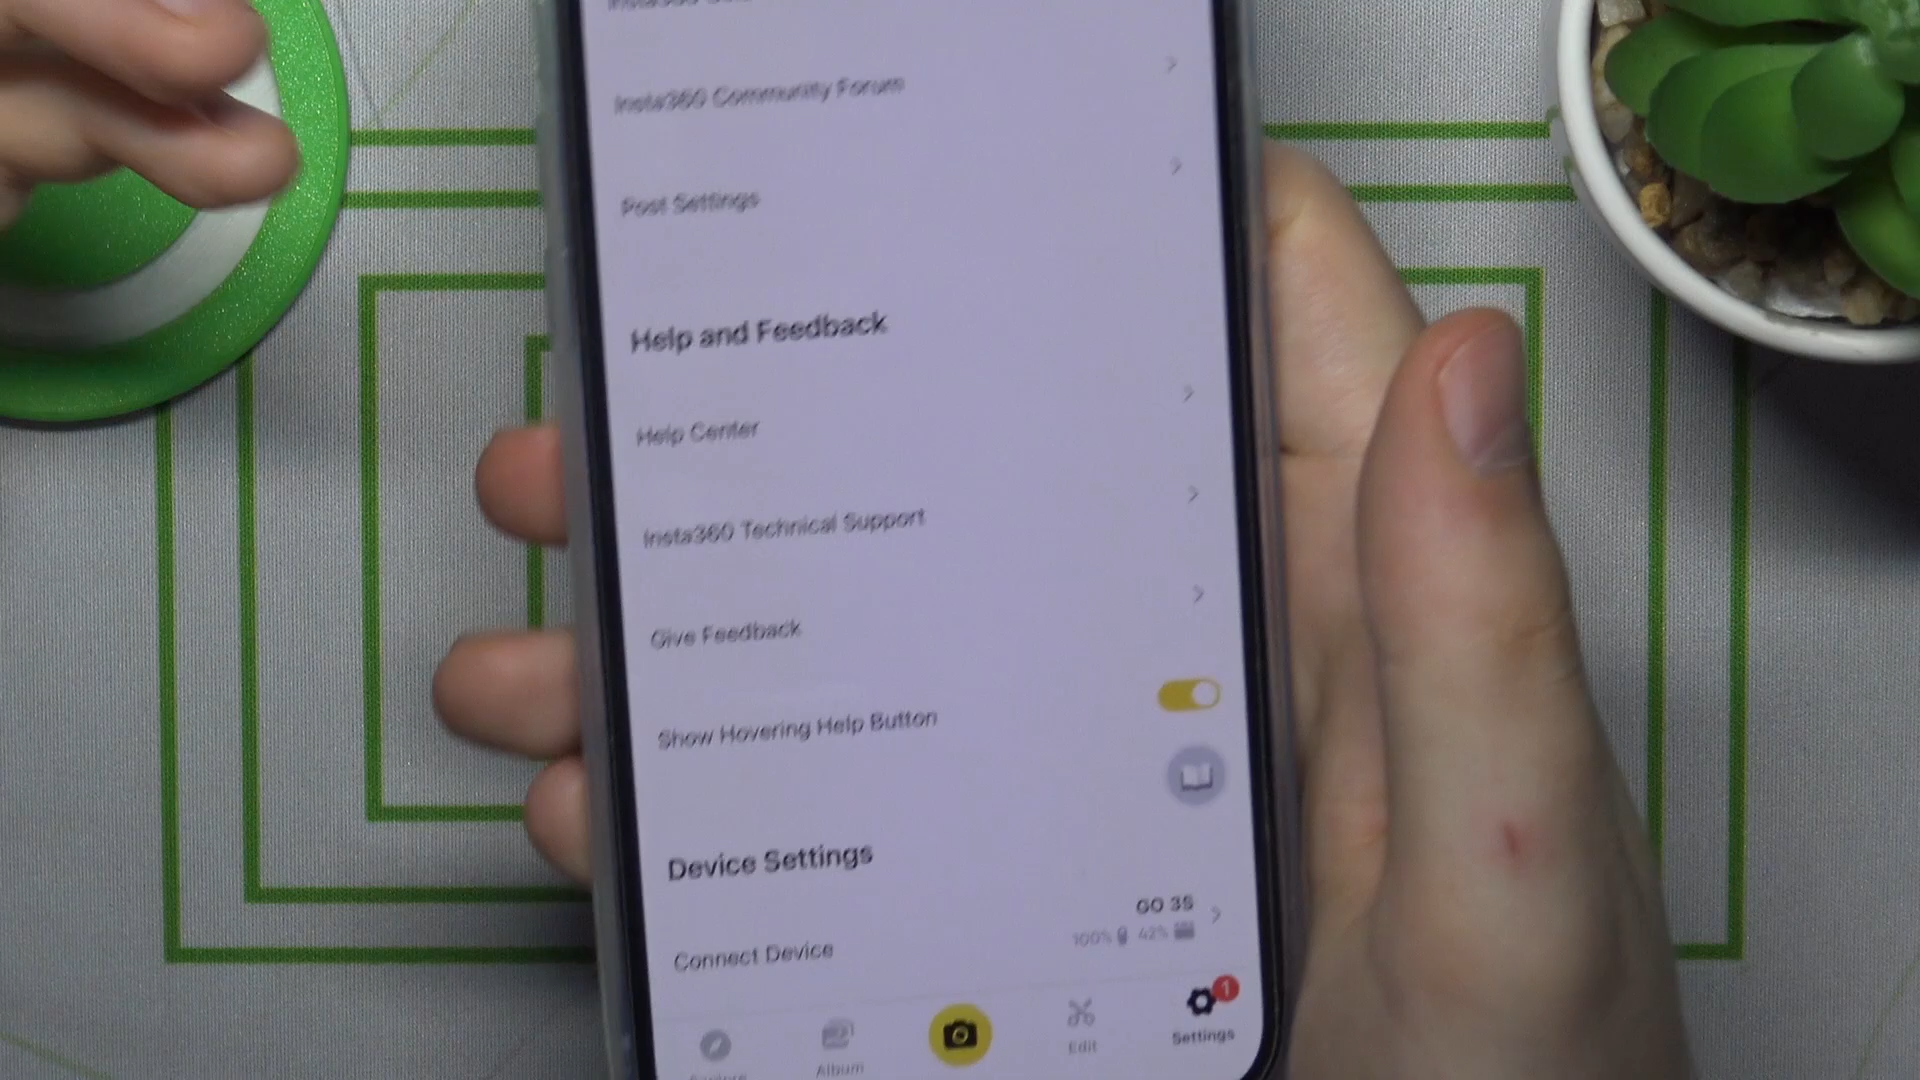 Insta360 Community Forum
Post Settings
Help and Feedback
Help Center
Insta360 Technical Support
Give Feedback
Show Hovering Help Button
Device Settings
GO 3S
Connect Device
100% 42%
1
Album
Edit
Settings